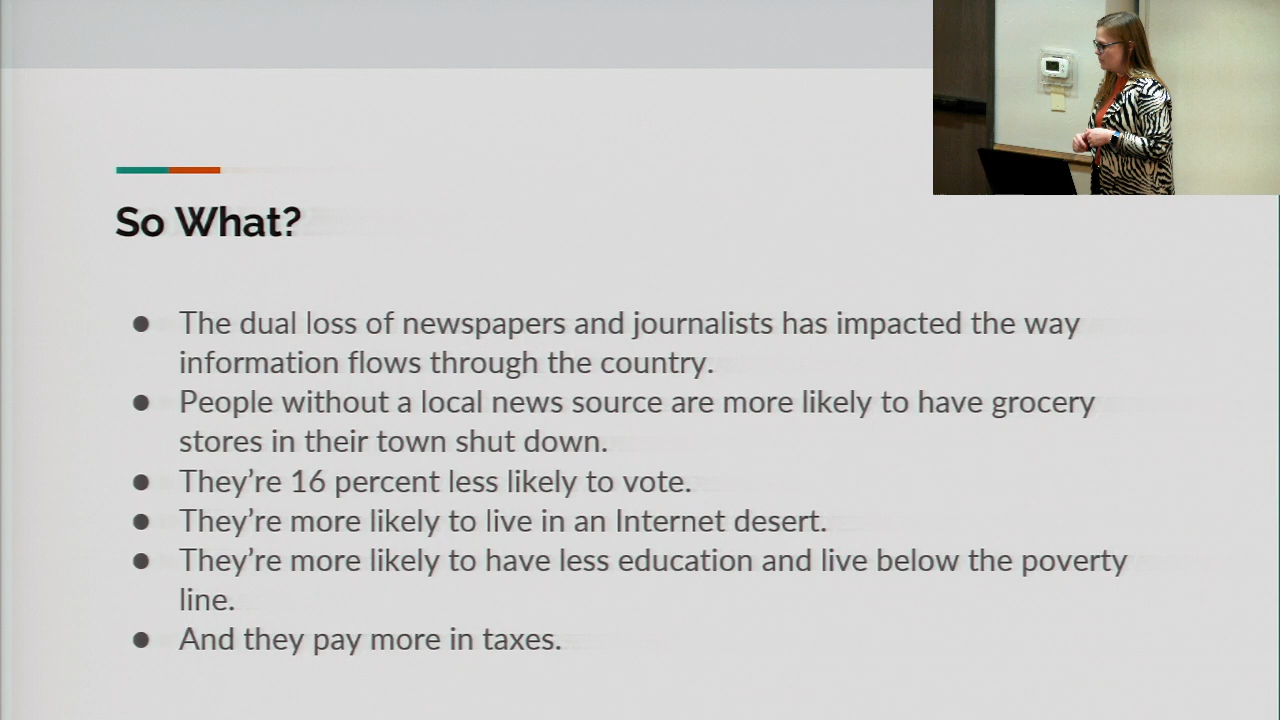 So What?
● The dual loss of newspapers and journalists has impacted the way
information flows through the country.
● People without a local news source are more likely to have grocery
stores in their town shut down.
● They’re 16 percent less likely to vote.
● They’re more likely to live in an Internet desert.
● They’re more likely to have less education and live below the poverty
line.
● And they pay more in taxes.